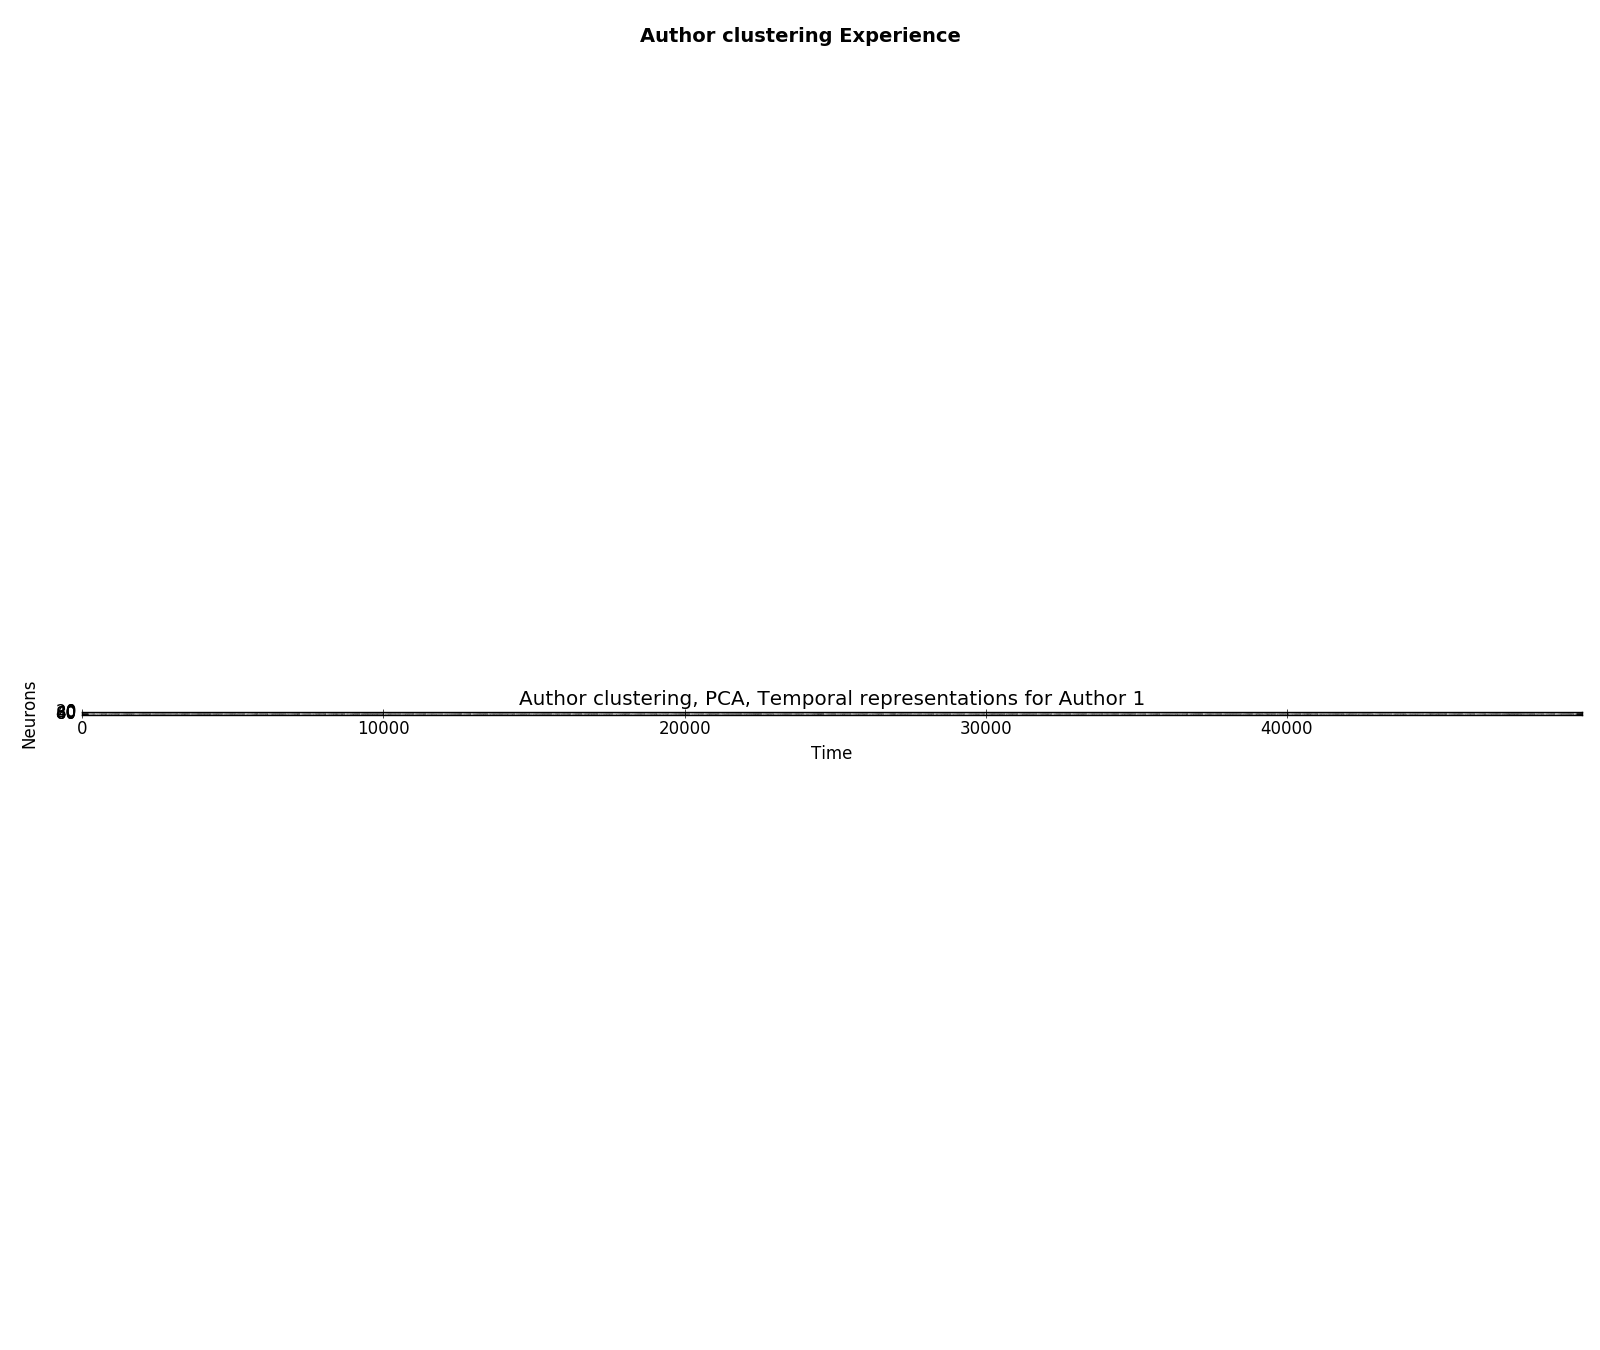 Author clustering Experience
Author clustering, PCA, Temporal representations for Author 1
Neurons
0 10000 20000 30000 40000
Time